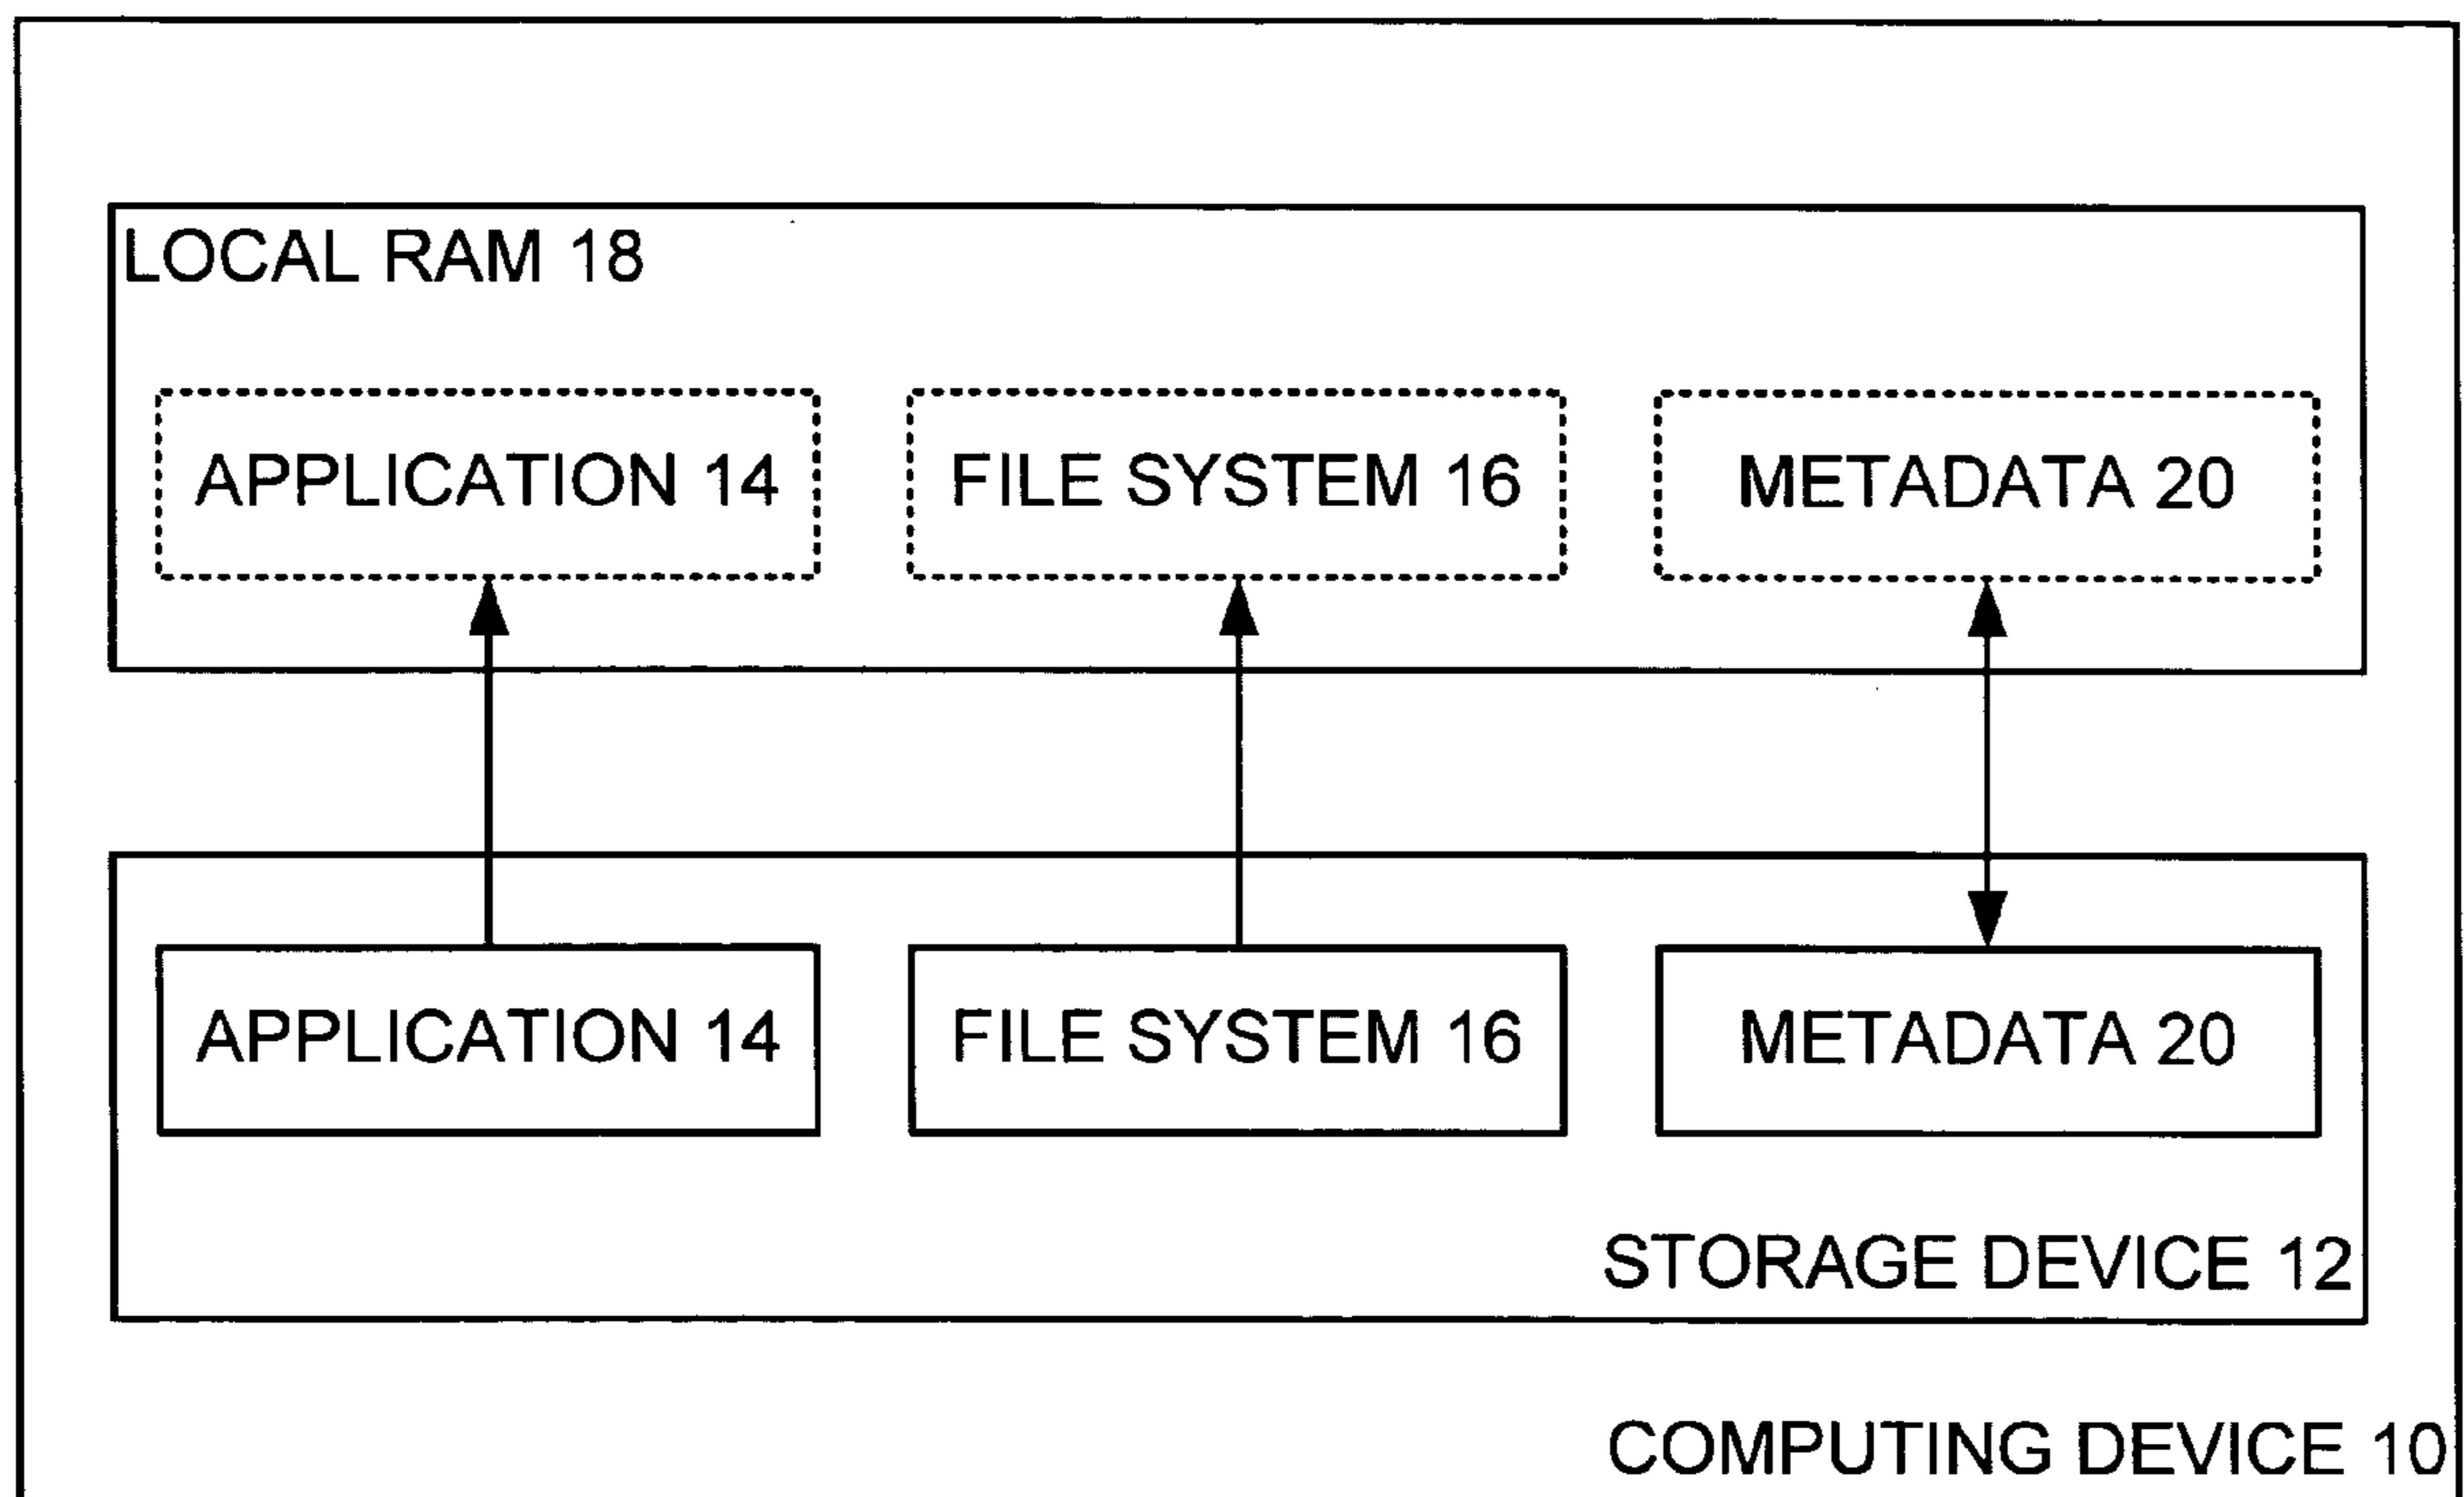 LOCAL RAM 18
APPLICATION 14
FILE SYSTEM 16
METADATA 20
APPLICATION 14
FILE SYSTEM 16
METADATA 20
STORAGE DEVICE 12
COMPUTING DEVICE 10